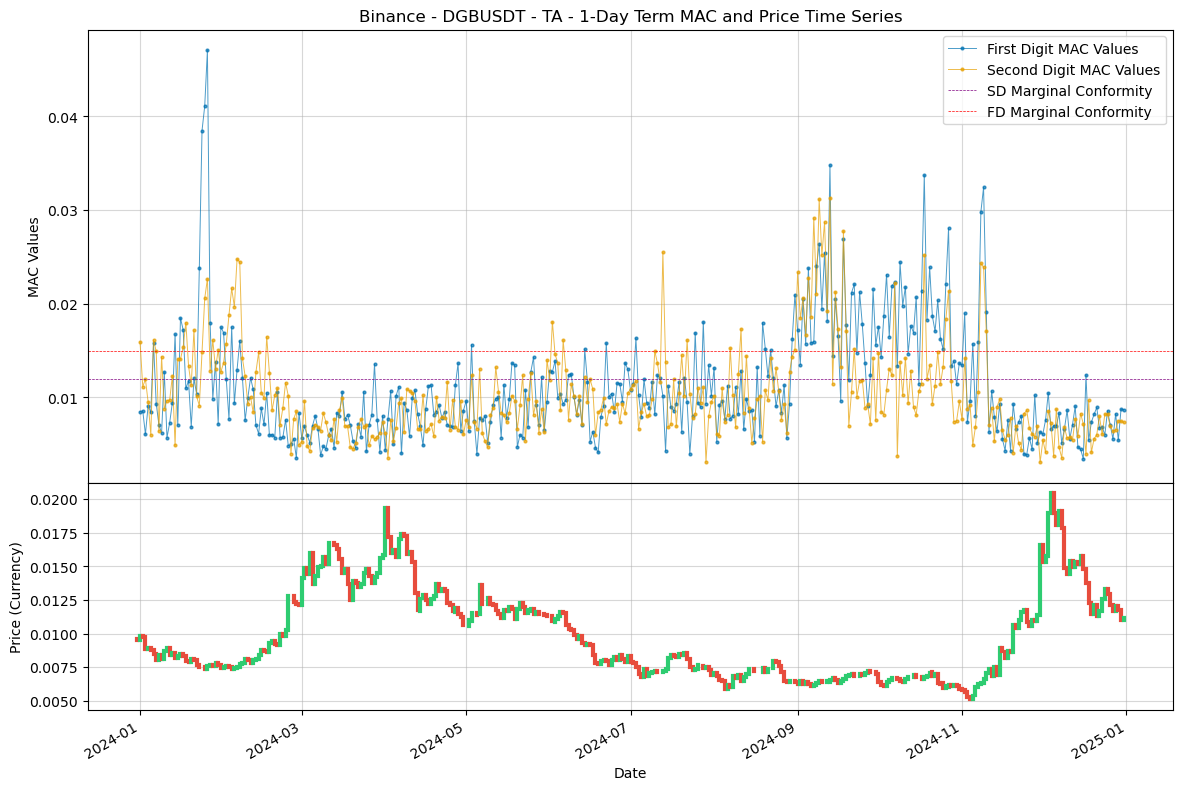 Binance - DGBUSDT - TA - 1-Day Term MAC and Price Time Series
First Digit MAC Values
Second Digit MAC Values
SD Marginal Conformity
FD Marginal Conformity
MAC Values
0.04
0.03
0.02
0.01
Price (Currency)
0.0200
0.0175
0.0150
0.0125
0.0100
0.0075
0.0050
2024-01
2024-03
2024-05
2024-07
2024-09
2024-11
2025-01
Date